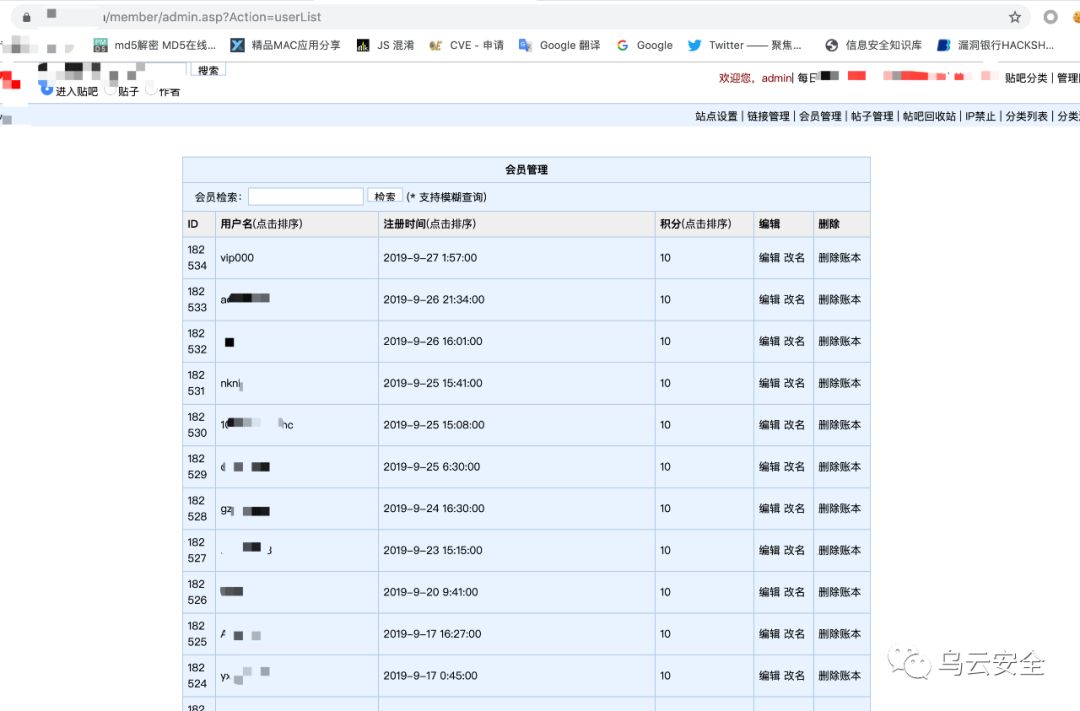 /member/admin.asp?Action=userList
md5解密 MD5在线... 精品MAC应用分享 JS 混淆 CVE - 申请 Google 翻译 Google Twitter —— 聚焦... 信息安全知识库 漏洞银行HACKSH...
搜索
欢迎您, admin| 每日 贴吧分类 | 管理
进入贴吧 贴子 作者
站点设置 | 链接管理 | 会员管理 | 帖子管理 | 帖吧回收站 | IP禁止 | 分类列表 | 分类
会员管理
会员检索: 检索 (* 支持模糊查询)
ID 用户名(点击排序) 注册时间(点击排序) 积分(点击排序) 编辑 删除
182534 vip000 2019-9-27 1:57:00 10 编辑 改名 删除账本
182533 2019-9-26 21:34:00 10 编辑 改名 删除账本
182532 2019-9-26 16:01:00 10 编辑 改名 删除账本
182531 nkni 2019-9-25 15:41:00 10 编辑 改名 删除账本
182530 2019-9-25 15:08:00 10 编辑 改名 删除账本
182529 2019-9-25 6:30:00 10 编辑 改名 删除账本
182528 2019-9-24 16:30:00 10 编辑 改名 删除账本
182527 2019-9-23 15:15:00 10 编辑 改名 删除账本
182526 2019-9-20 9:41:00 10 编辑 改名 删除账本
182525 2019-9-17 16:27:00 10 编辑 改名 删除账本
182524 2019-9-17 0:45:00 10 编辑 改名 删除账本
182
乌云安全